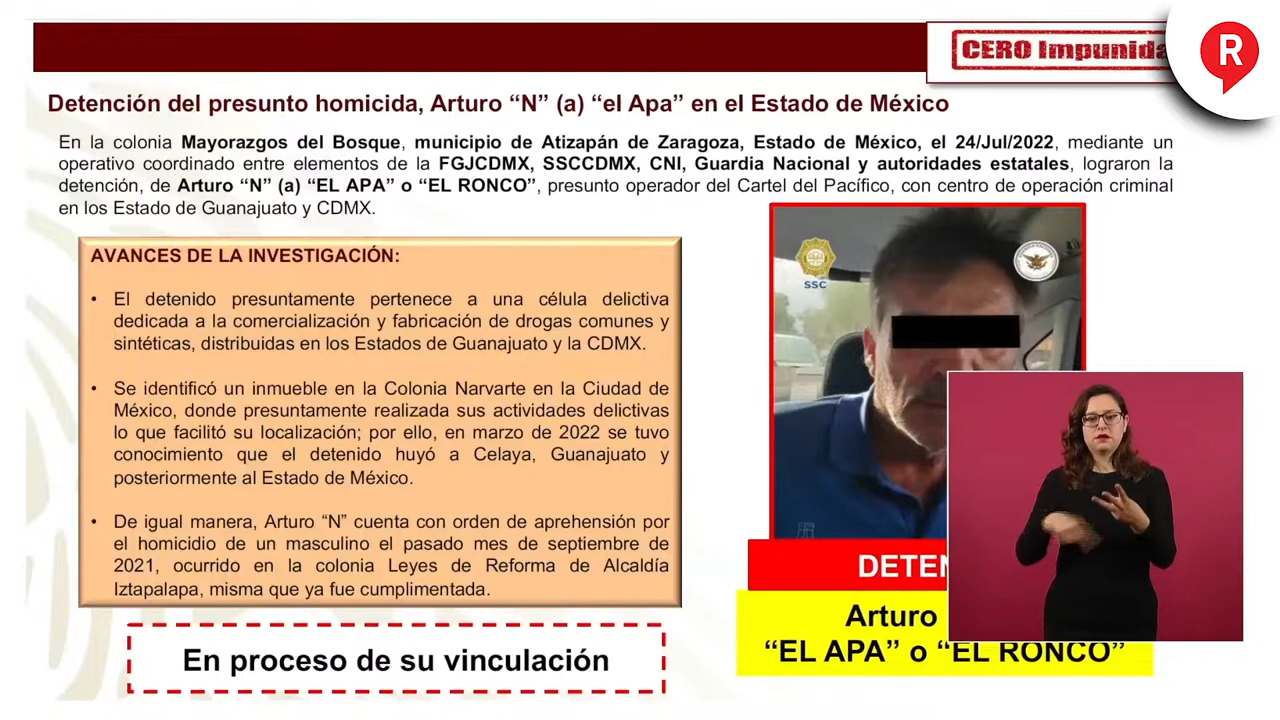 CERO Impunida
R
Detención del presunto homicida, Arturo “N” (a) “el Apa” en el Estado de México
En la colonia Mayorazgos del Bosque, municipio de Atizapán de Zaragoza, Estado de México, el 24/Jul/2022, mediante un
operativo coordinado entre elementos de la FGJCDMX, SSCCDMX, CNI, Guardia Nacional y autoridades estatales, lograron la
detención, de Arturo “N” (a) “EL APA” o “EL RONCO”, presunto operador del Cartel del Pacífico, con centro de operación criminal
en los Estado de Guanajuato y CDMX.
AVANCES DE LA INVESTIGACIÓN:
• El detenido presuntamente pertenece a una célula delictiva
dedicada a la comercialización y fabricación de drogas comunes y
sintéticas, distribuidas en los Estados de Guanajuato y la CDMX.
• Se identificó un inmueble en la Colonia Narvarte en la Ciudad de
México, donde presuntamente realizada sus actividades delictivas
lo que facilitó su localización; por ello, en marzo de 2022 se tuvo
conocimiento que el detenido huyó a Celaya, Guanajuato y
posteriormente al Estado de México.
• De igual manera, Arturo “N” cuenta con orden de aprehensión por
el homicidio de un masculino el pasado mes de septiembre de
2021, ocurrido en la colonia Leyes de Reforma de Alcaldía
Iztapalapa, misma que ya fue cumplimentada.
En proceso de su vinculación
SSC
DETEN
Arturo
“EL APA” o “EL RONCO”